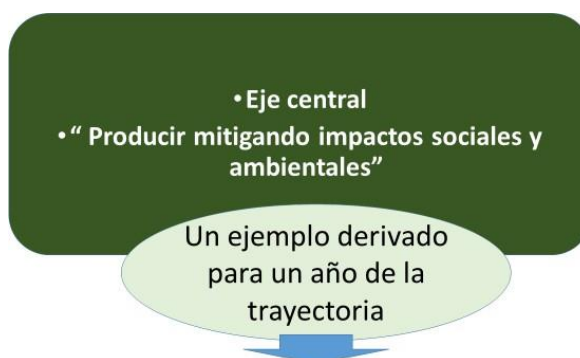 •Eje central
•“ Producir mitigando impactos sociales y
ambientales”
Un ejemplo derivado
para un año de la
trayectoria